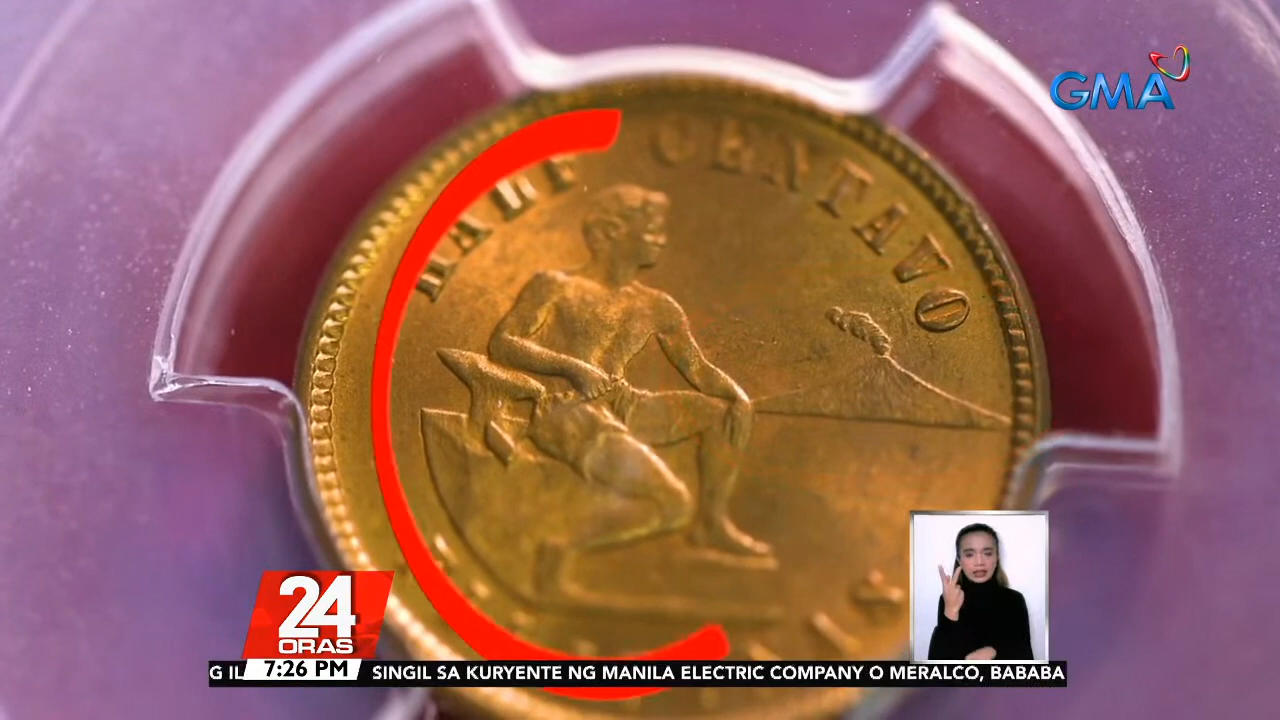 GMA
HALF CENTAVO
24
ORAS
7:26 PM
SINGIL SA KURYENTE NG MANILA ELECTRIC COMPANY O MERALCO, BABABA